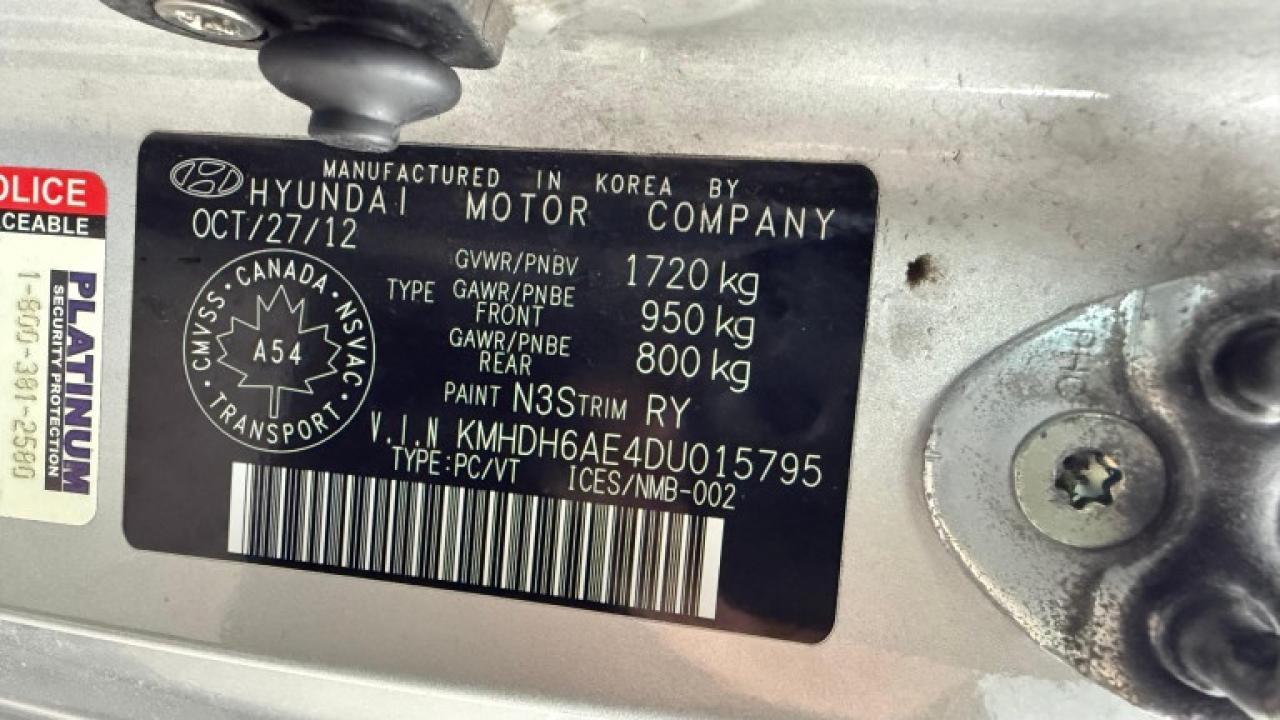 MANUFACTURED IN KOREA BY
HYUNDAI MOTOR COMPANY
OCT/27/12
GVWR/PNBV 1720 kg
TYPE GAWR/PNBE FRONT 950 kg
GAWR/PNBE REAR 800 kg
PAINT N3S TRIM RY
V.I.N KMHDH6AE4DU015795
TYPE:PC/VT ICES/NMB-002
CANADA · NSVAC · TRANSPORT · CMVSS ·
A54
OLICE
CEABLE
PLATINUM
SECURITY PROTECTION
1-800-381-2580